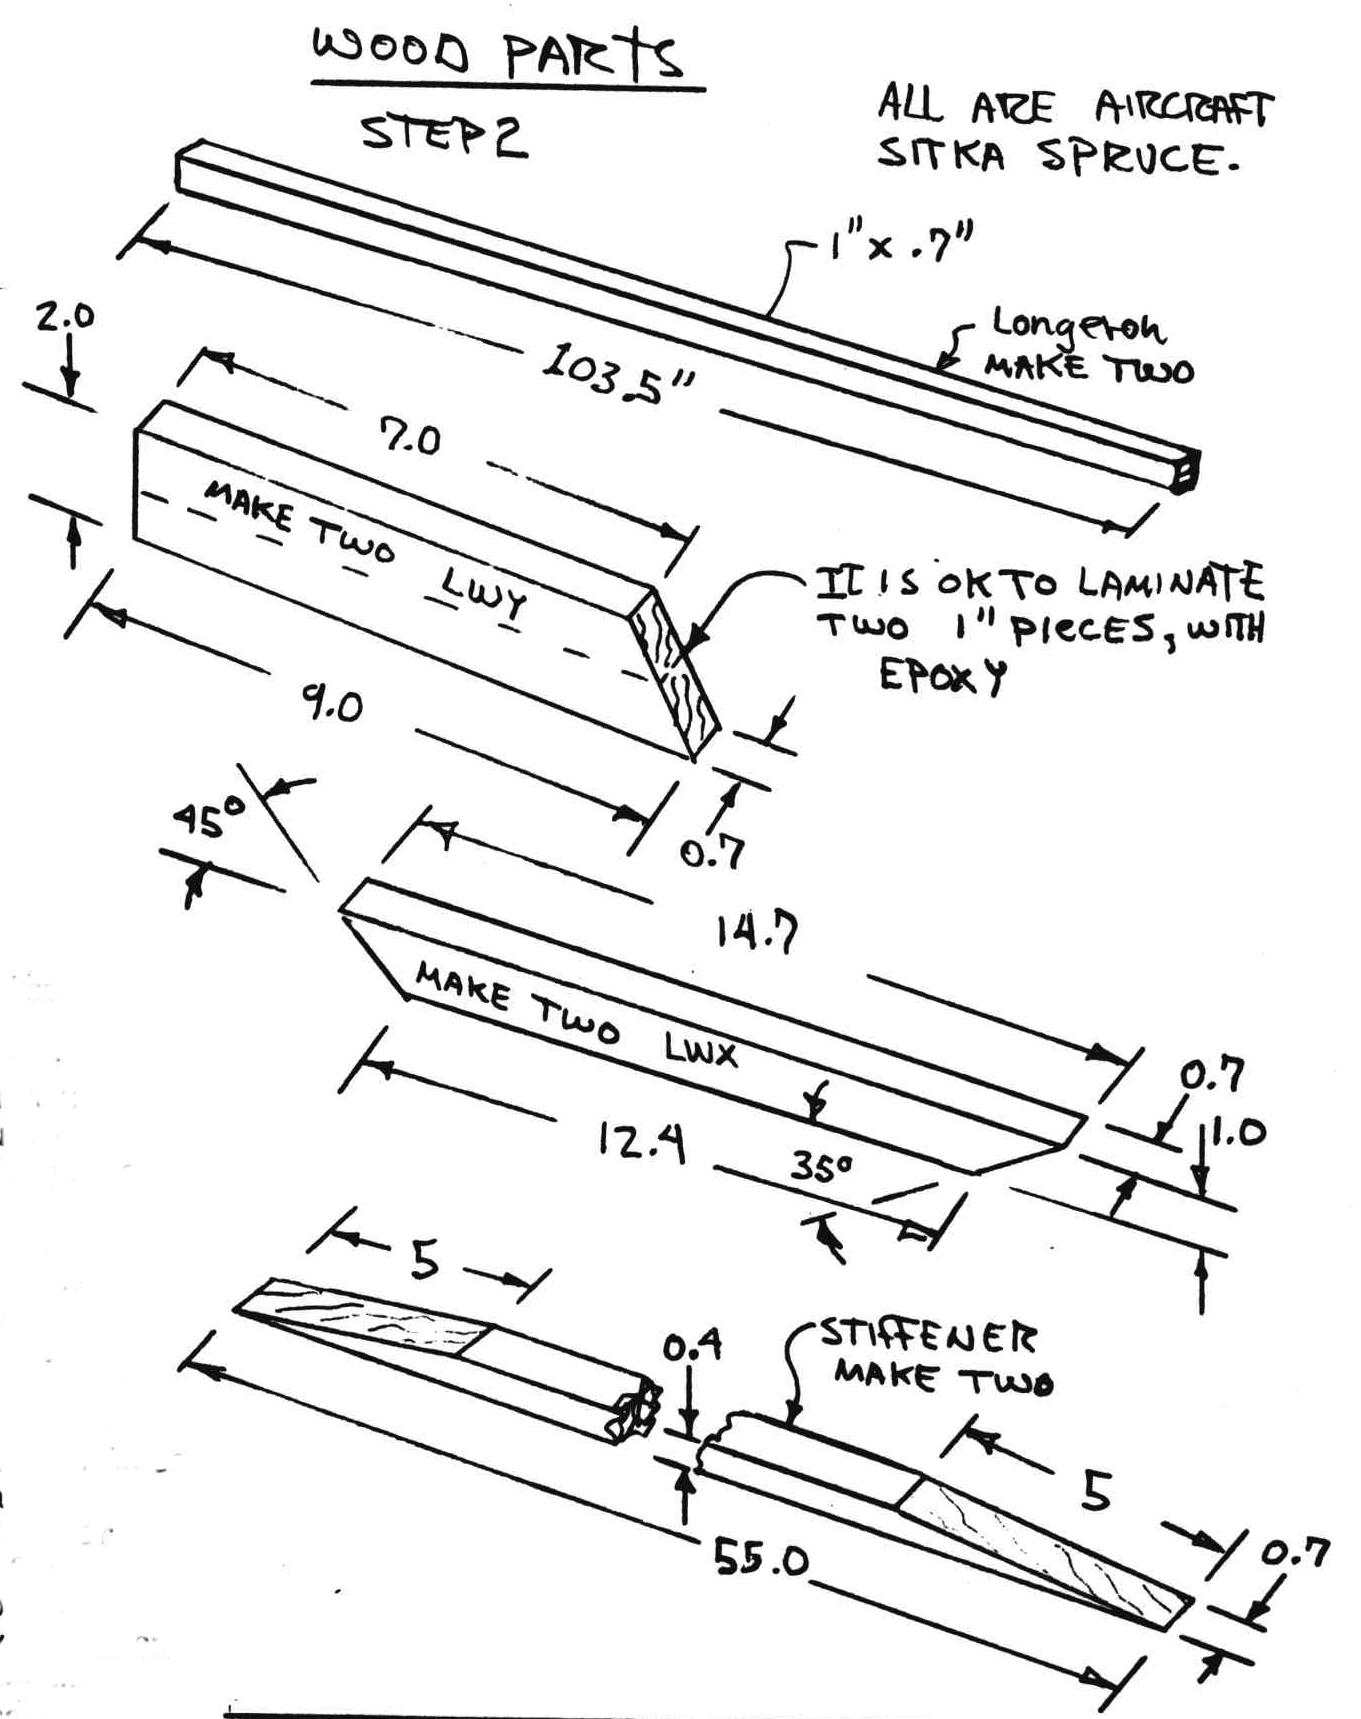 WOOD PARTS
STEP 2
ALL ARE AIRCRAFT
SITKA SPRUCE.
1" x .7"
Longeron
MAKE TWO
103.5"
2.0
7.0
MAKE TWO LWY
IT IS OK TO LAMINATE
TWO 1" PIECES, WITH
EPOXY
9.0
0.7
45°
14.7
MAKE TWO LWX
0.7
1.0
12.4
35°
5
0.4
STIFFENER
MAKE TWO
5
55.0
0.7